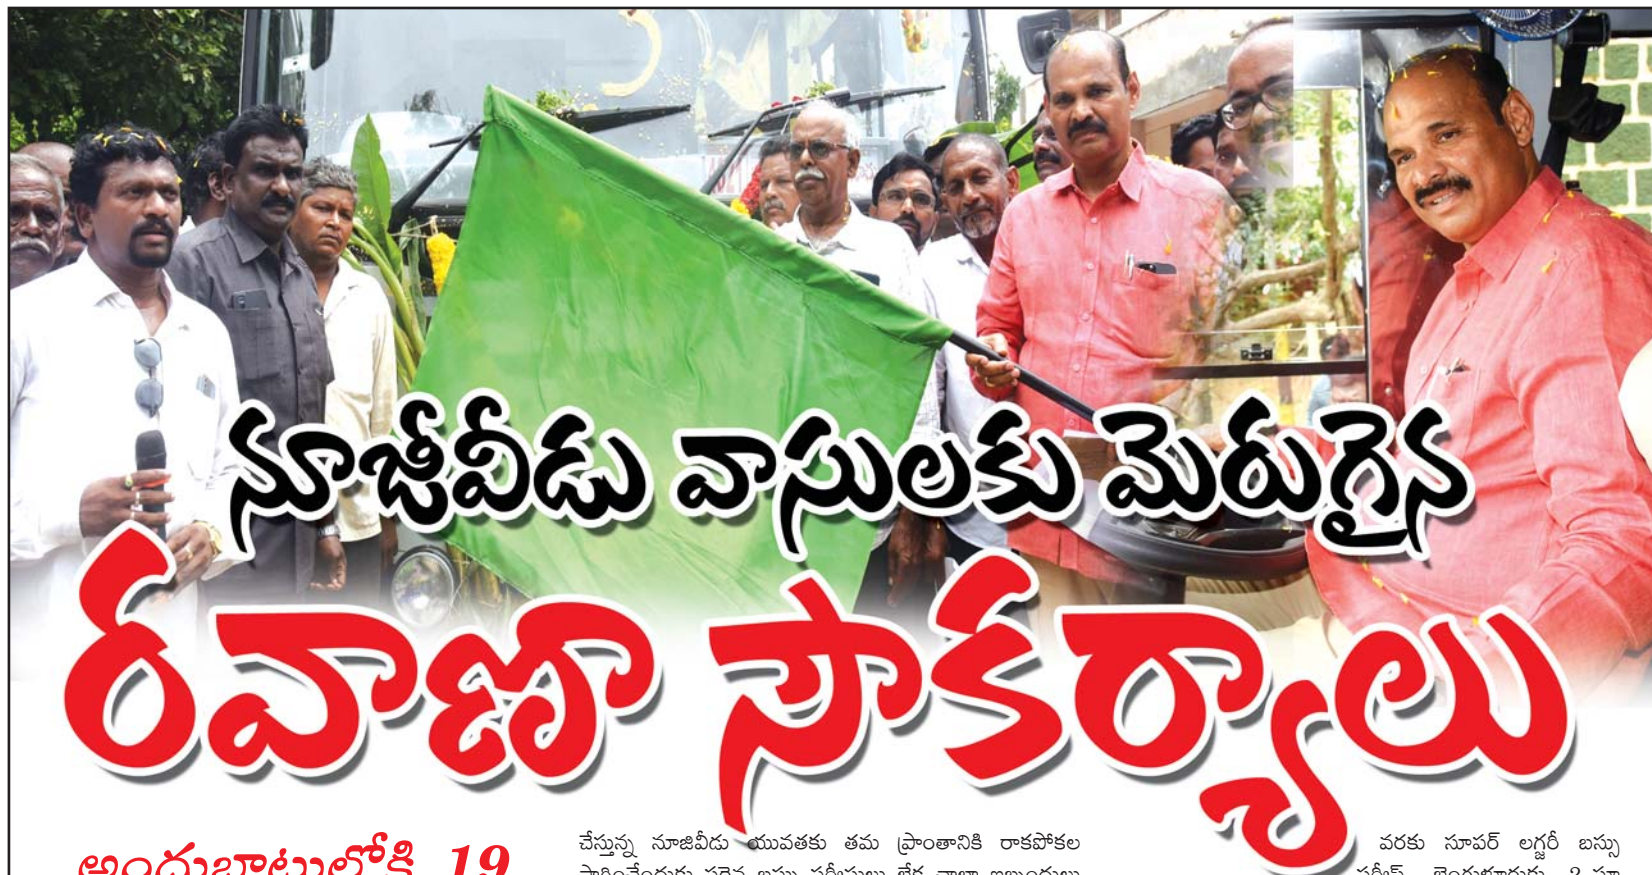 నూజీవీడు వాసులకు మెరుగైన
రవాణా సౌకర్యాలు
అందుబాటులోకి 19
చేస్తున్న నూజివీడు యువతకు తమ ప్రాంతానికి రాకపోకల
వరకు సూపర్ లగ్జరీ బస్సు